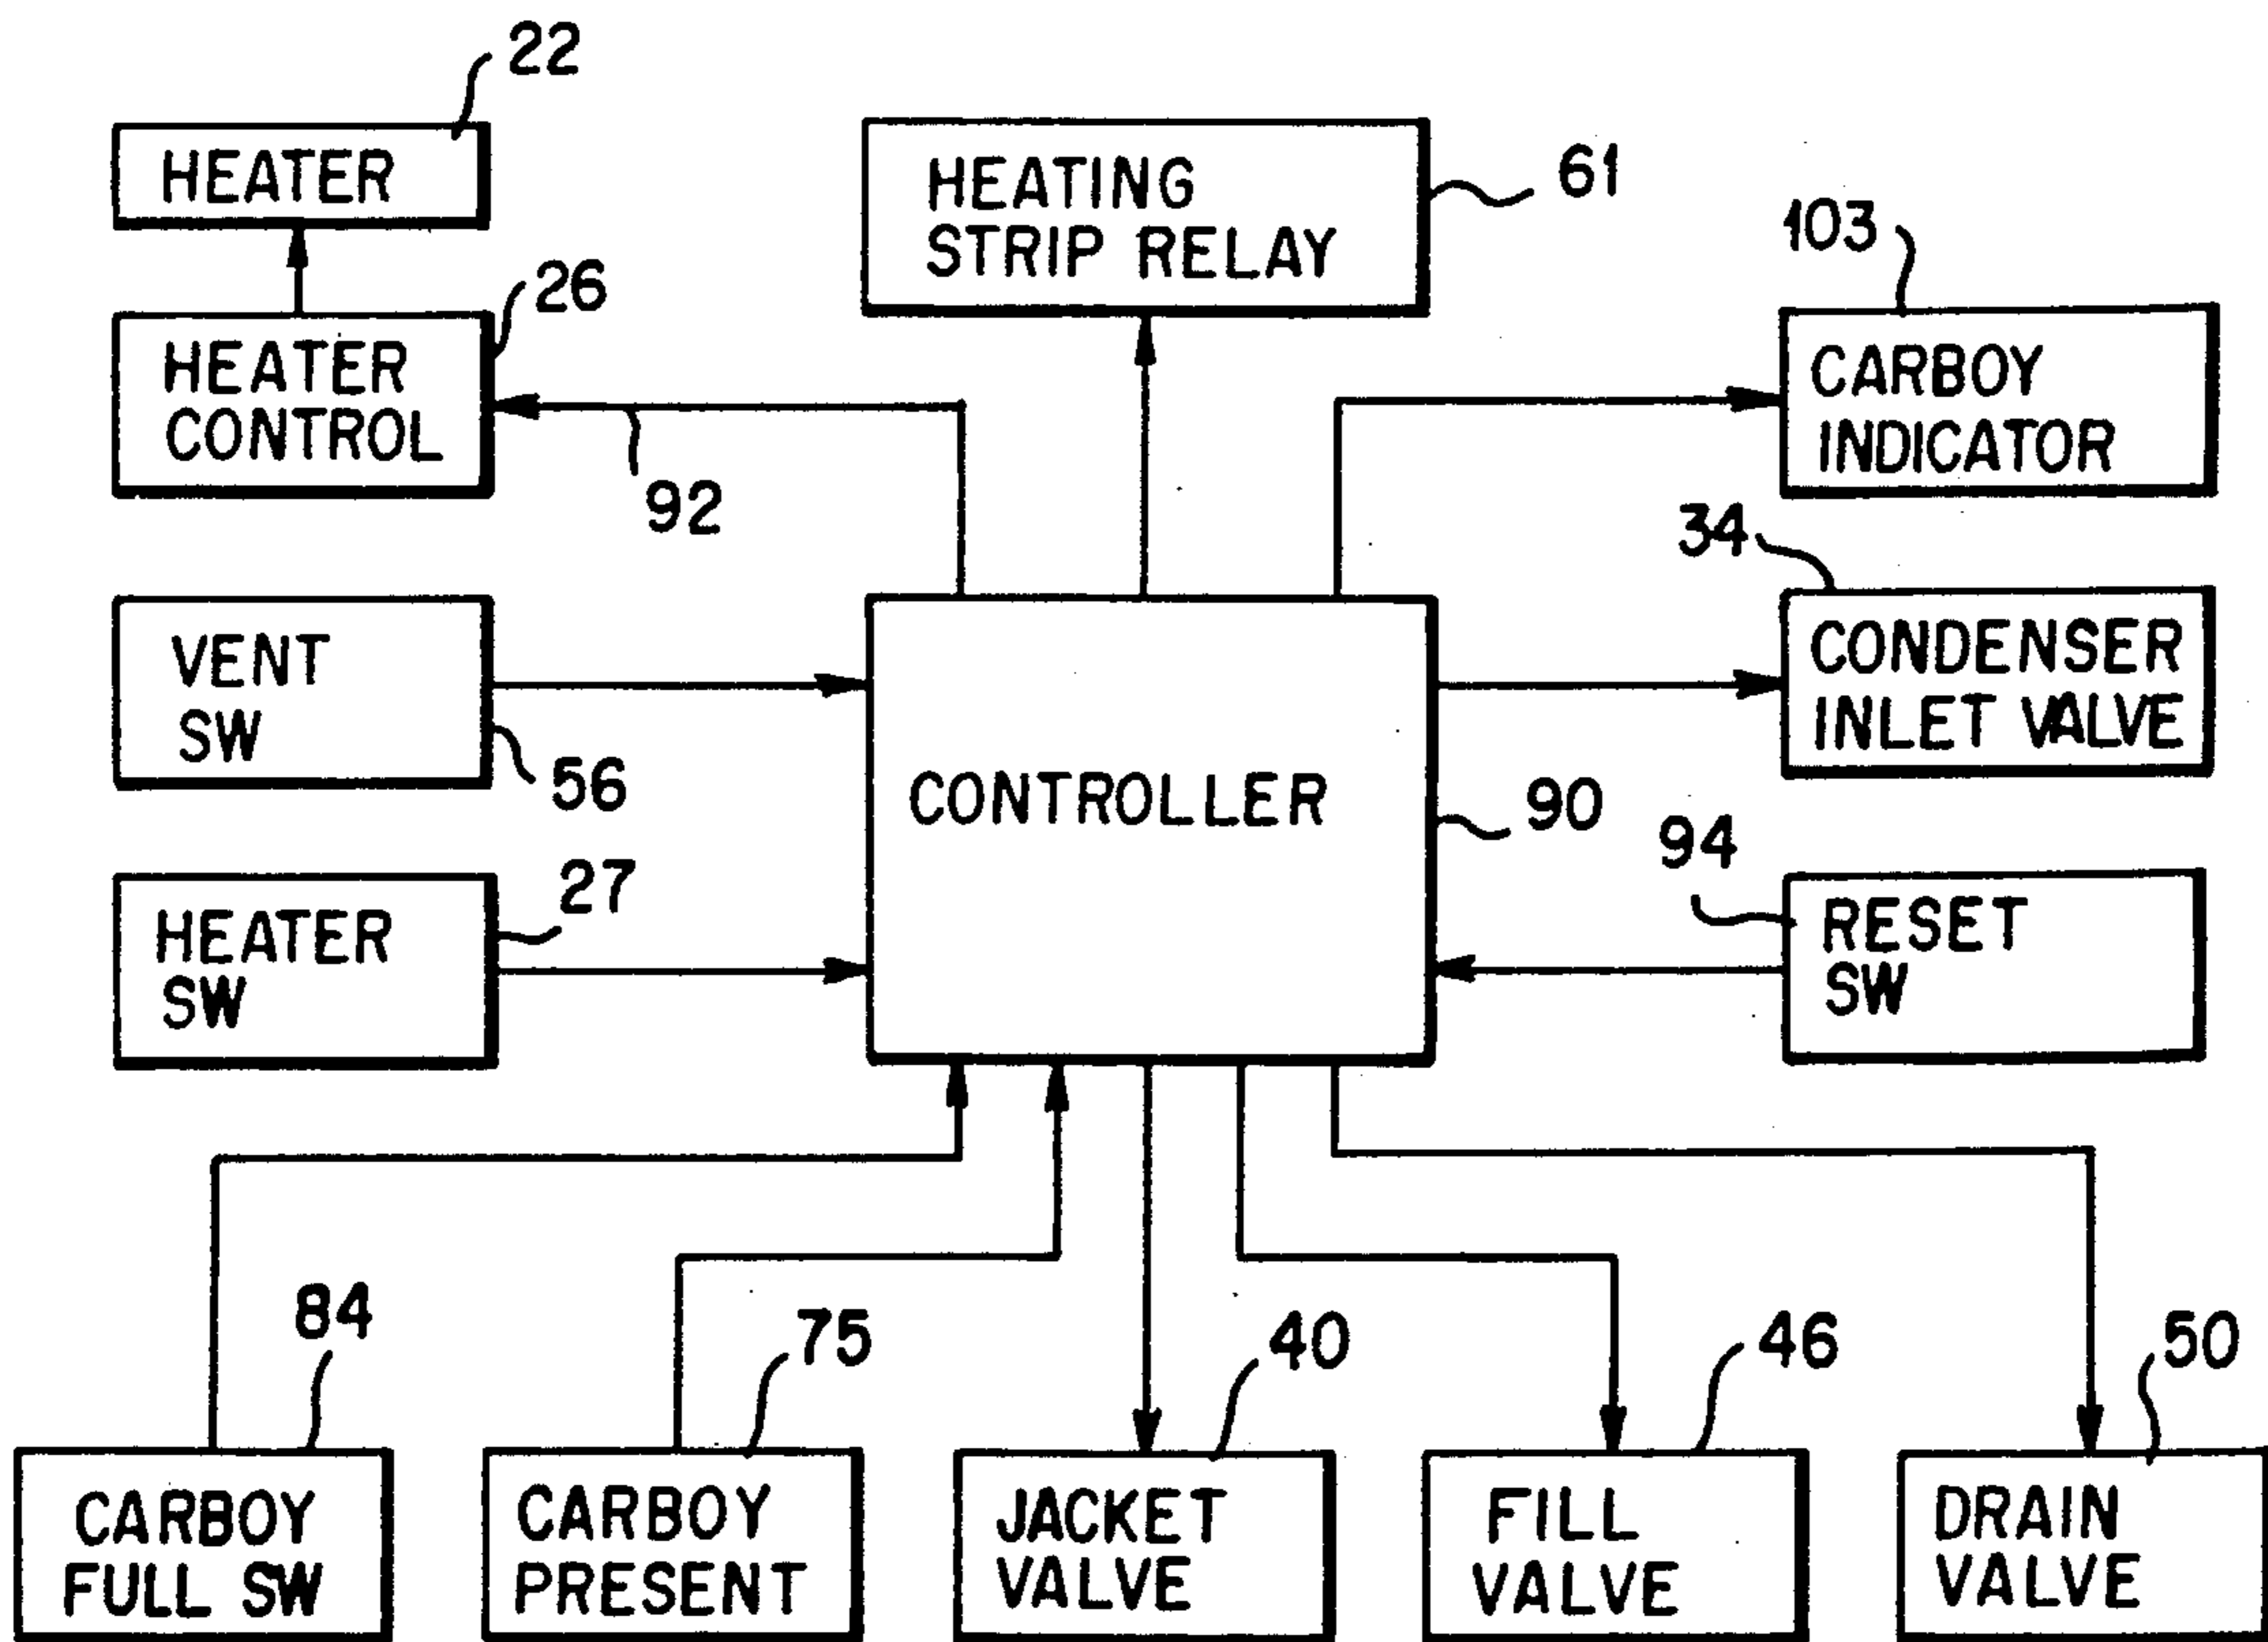 22
HEATER
HEATING
STRIP RELAY
61
103
26
HEATER
CONTROL
92
CARBOY
INDICATOR
34
VENT
SW
56
CONTROLLER
90
CONDENSER
INLET VALVE
94
27
HEATER
SW
RESET
SW
84
75
40
46
50
CARBOY
FULL SW
CARBOY
PRESENT
JACKET
VALVE
FILL
VALVE
DRAIN
VALVE